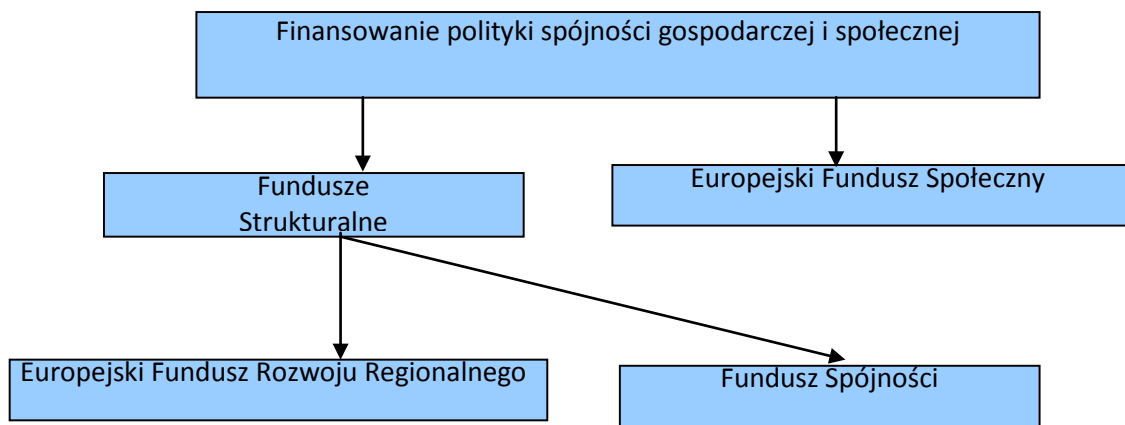 Finansowanie polityki spójności gospodarczej i społecznej
Fundusze
Strukturalne
Europejski Fundusz Społeczny
Europejski Fundusz Rozwoju Regionalnego
Fundusz Spójności